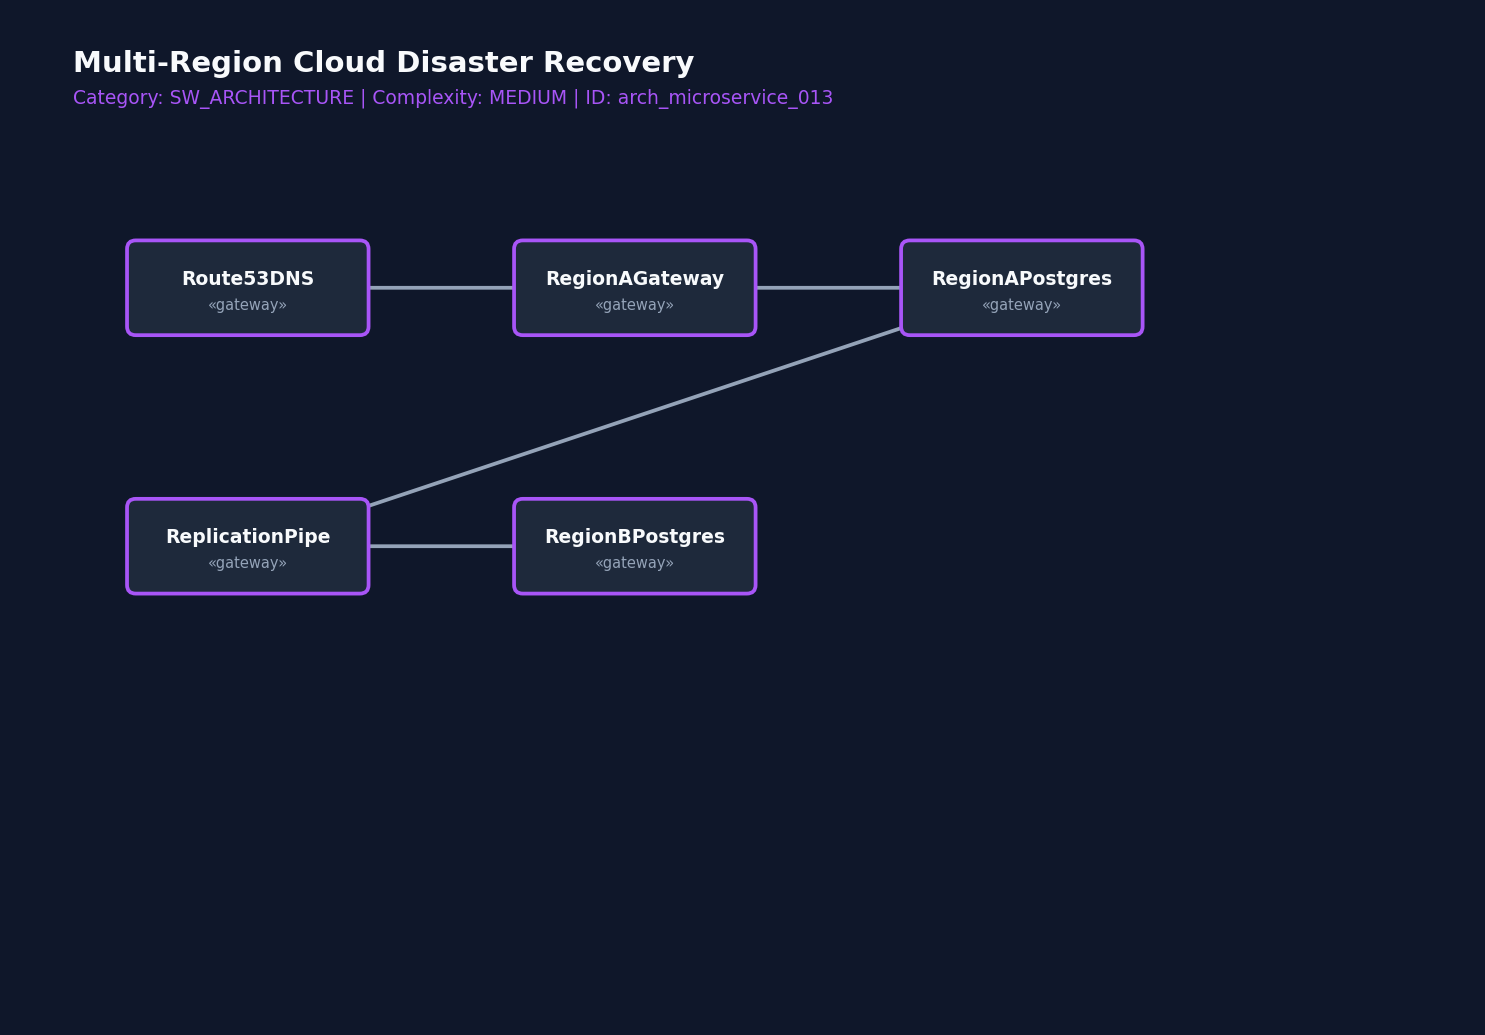 Multi-Region Cloud Disaster Recovery
Category: SW_ARCHITECTURE | Complexity: MEDIUM | ID: arch_microservice_013
Route53DNS
«gateway»
RegionAGateway
«gateway»
RegionAPostgres
«gateway»
ReplicationPipe
«gateway»
RegionBPostgres
«gateway»